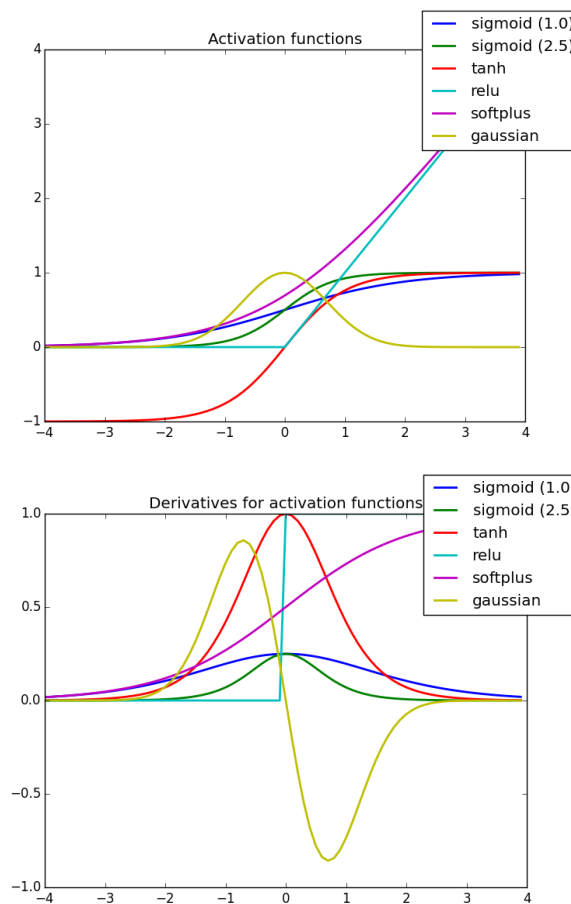 Activation functions
sigmoid (1.0)
sigmoid (2.5)
tanh
relu
softplus
gaussian
4
3
2
1
0
−1
−4 −3 −2 −1 0 1 2 3 4
Derivatives for activation functions
sigmoid (1.0
sigmoid (2.5
tanh
relu
softplus
gaussian
1.0
0.5
0.0
−0.5
−1.0
−4 −3 −2 −1 0 1 2 3 4